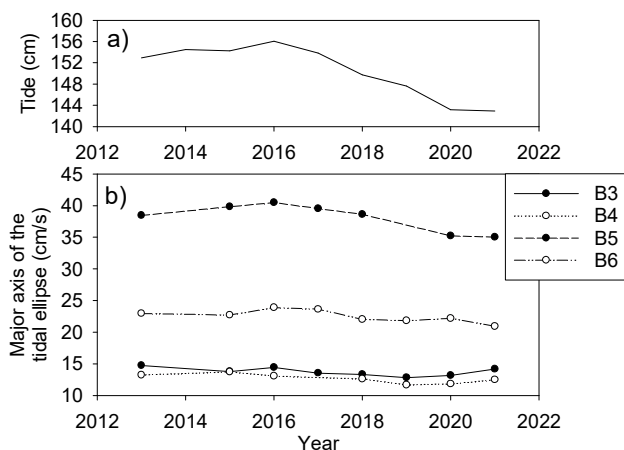 a)
Tide (cm)
160
156
152
148
144
140
2012 2014 2016 2018 2020 2022
b)
Major axis of the
tidal ellipse (cm/s)
45
40
35
30
25
20
15
10
2012 2014 2016 2018 2020 2022
Year
B3
B4
B5
B6